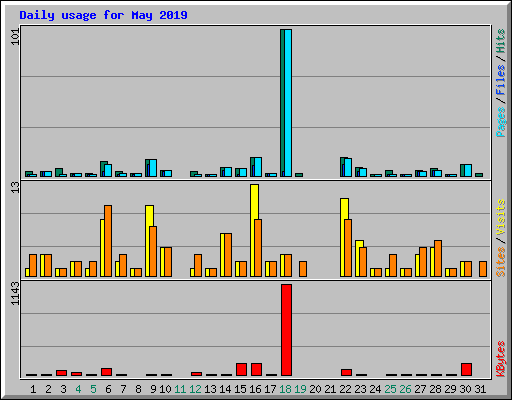 Daily usage for May 2019
101
Pages/Files/Hits
13
Sites/Visits
1143
KBytes
1 2 3 4 5 6 7 8 9 10 11 12 13 14 15 16 17 18 19 20 21 22 23 24 25 26 27 28 29 30 31